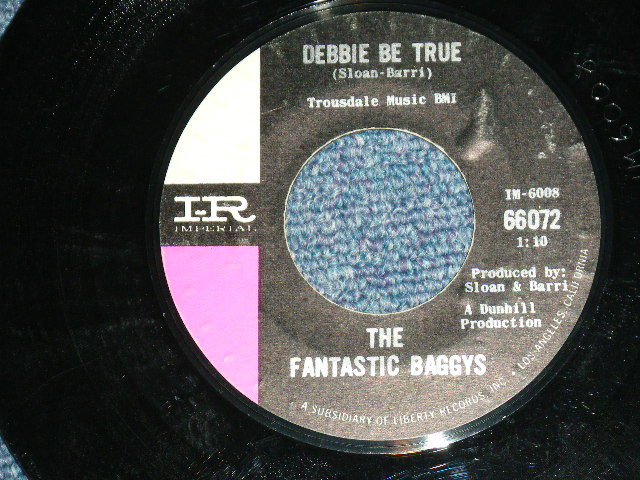 DEBBIE BE TRUE
(Sloan-Barri)
Trousdale Music BMI
I-R
IMPERIAL
IM-6008
66072
1:10
Produced by:
Sloan & Barri
A Dunhill
Production
THE
FANTASTIC BAGGYS
A SUBSIDIARY OF LIBERTY RECORDS, INC. • LOS ANGELES, CALIFORNIA